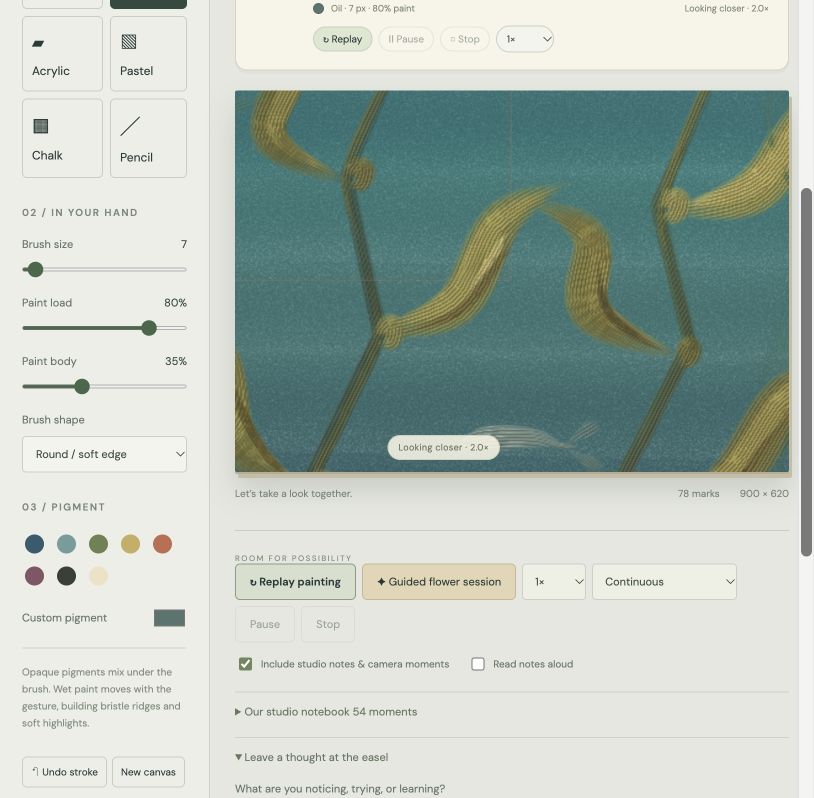 Acrylic
Pastel
Chalk
Pencil
02 / IN YOUR HAND
Brush size 7
Paint load 80%
Paint body 35%
Brush shape
Round / soft edge
03 / PIGMENT
Custom pigment
Opaque pigments mix under the
brush. Wet paint moves with the
gesture, building bristle ridges and
soft highlights.
Undo stroke
New canvas
Oil · 7 px · 80% paint
Looking closer · 2.0×
↻ Replay
II Pause
▫ Stop
1×
Looking closer · 2.0×
Let's take a look together.
78 marks
900 × 620
ROOM FOR POSSIBILITY
↻ Replay painting
✦ Guided flower session
1×
Continuous
Pause
Stop
Include studio notes & camera moments
Read notes aloud
Our studio notebook 54 moments
Leave a thought at the easel
What are you noticing, trying, or learning?